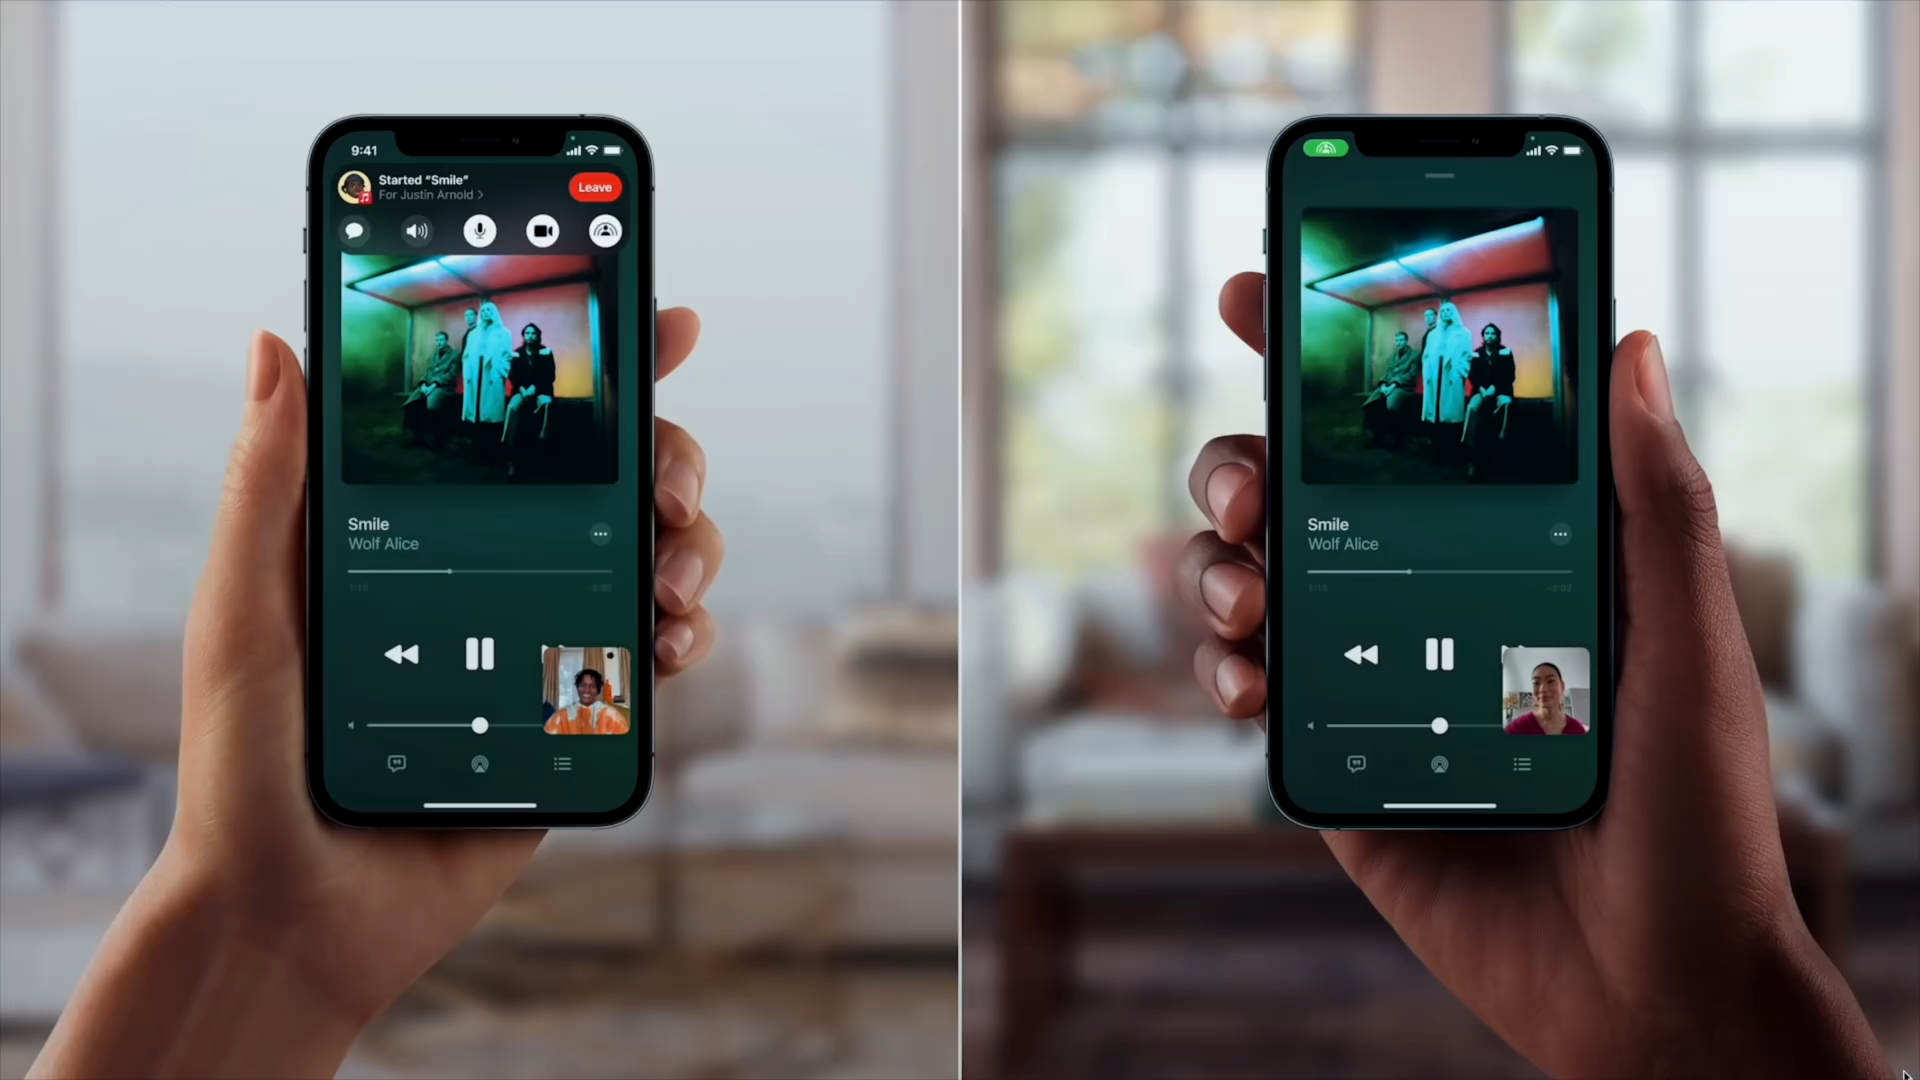 9:41
Started “Smile”
For Justin Arnold >
Leave
Smile
Wolf Alice
Smile
Wolf Alice